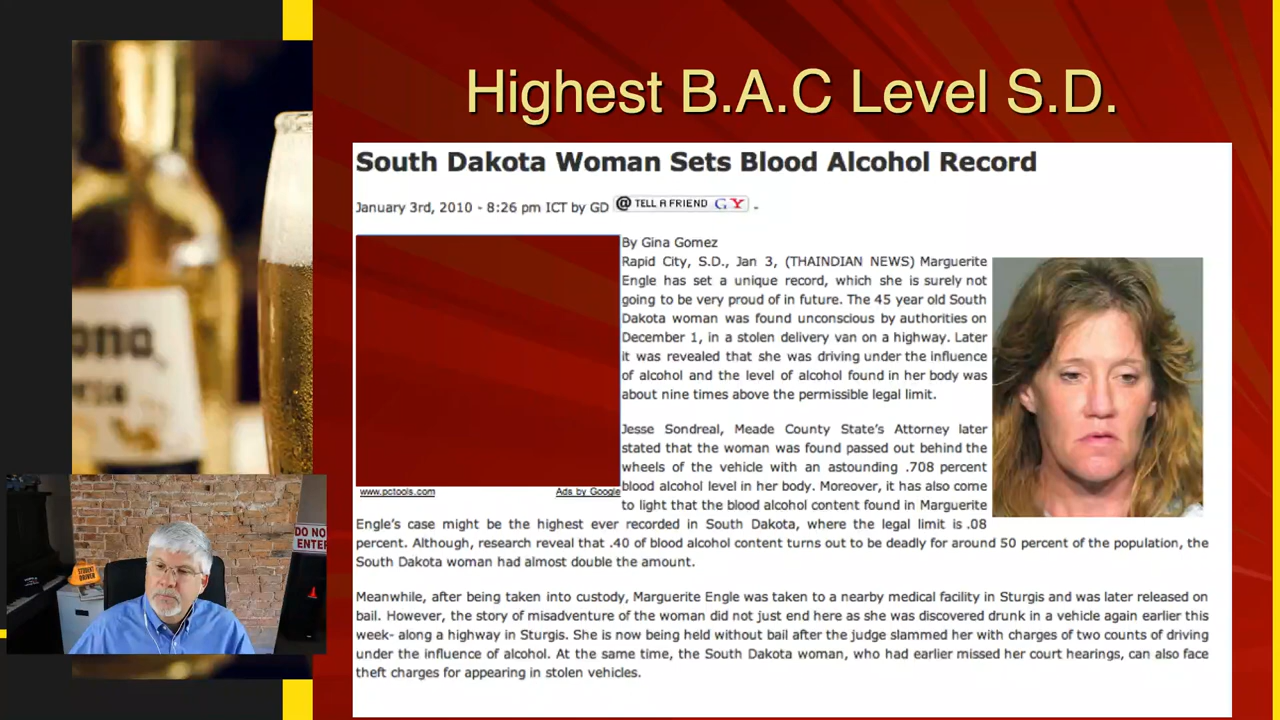 Highest B.A.C Level S.D.
South Dakota Woman Sets Blood Alcohol Record
January 3rd, 2010 - 8:26 pm ICT by GD @ TELL A FRIEND G Y -
By Gina Gomez
Rapid City, S.D., Jan 3, (THAINDIAN NEWS) Marguerite
Engle has set a unique record, which she is surely not
going to be very proud of in future. The 45 year old South
Dakota woman was found unconscious by authorities on
December 1, in a stolen delivery van on a highway. Later
it was revealed that she was driving under the influence
of alcohol and the level of alcohol found in her body was
about nine times above the permissible legal limit.
Jesse Sondreal, Meade County State's Attorney later
stated that the woman was found passed out behind the
wheels of the vehicle with an astounding .708 percent
blood alcohol level in her body. Moreover, it has also come
www.pctools.com Ads by Google
to light that the blood alcohol content found in Marguerite
Engle's case might be the highest ever recorded in South Dakota, where the legal limit is .08
percent. Although, research reveal that .40 of blood alcohol content turns out to be deadly for around 50 percent of the population, the
South Dakota woman had almost double the amount.
Meanwhile, after being taken into custody, Marguerite Engle was taken to a nearby medical facility in Sturgis and was later released on
bail. However, the story of misadventure of the woman did not just end here as she was discovered drunk in a vehicle again earlier this
week- along a highway in Sturgis. She is now being held without bail after the judge slammed her with charges of two counts of driving
under the influence of alcohol. At the same time, the South Dakota woman, who had earlier missed her court hearings, can also face
theft charges for appearing in stolen vehicles.
DO NO
ENTER
STUDENT
DRIVER